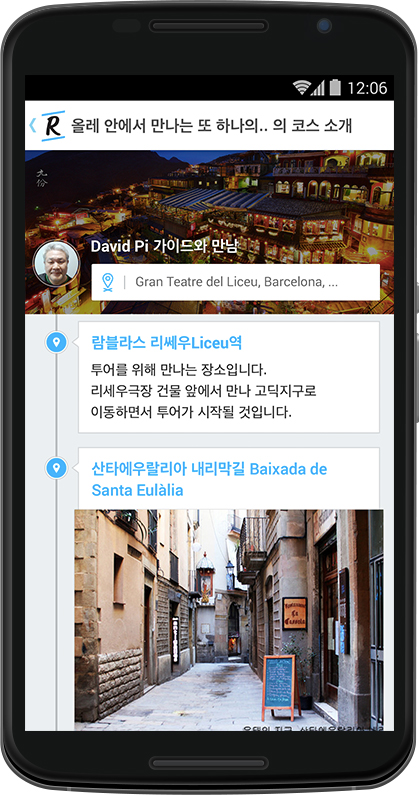 12:06
R 올레 안에서 만나는 또 하나의.. 의 코스 소개
九份
David Pi 가이드와 만남
Gran Teatre del Liceu, Barcelona, ...
람블라스 리쎄우Liceu역
투어를 위해 만나는 장소입니다.
리세우극장 건물 앞에서 만나 고딕지구로
이동하면서 투어가 시작될 것입니다.
산타에우랄리아 내리막길 Baixada de
Santa Eulàlia